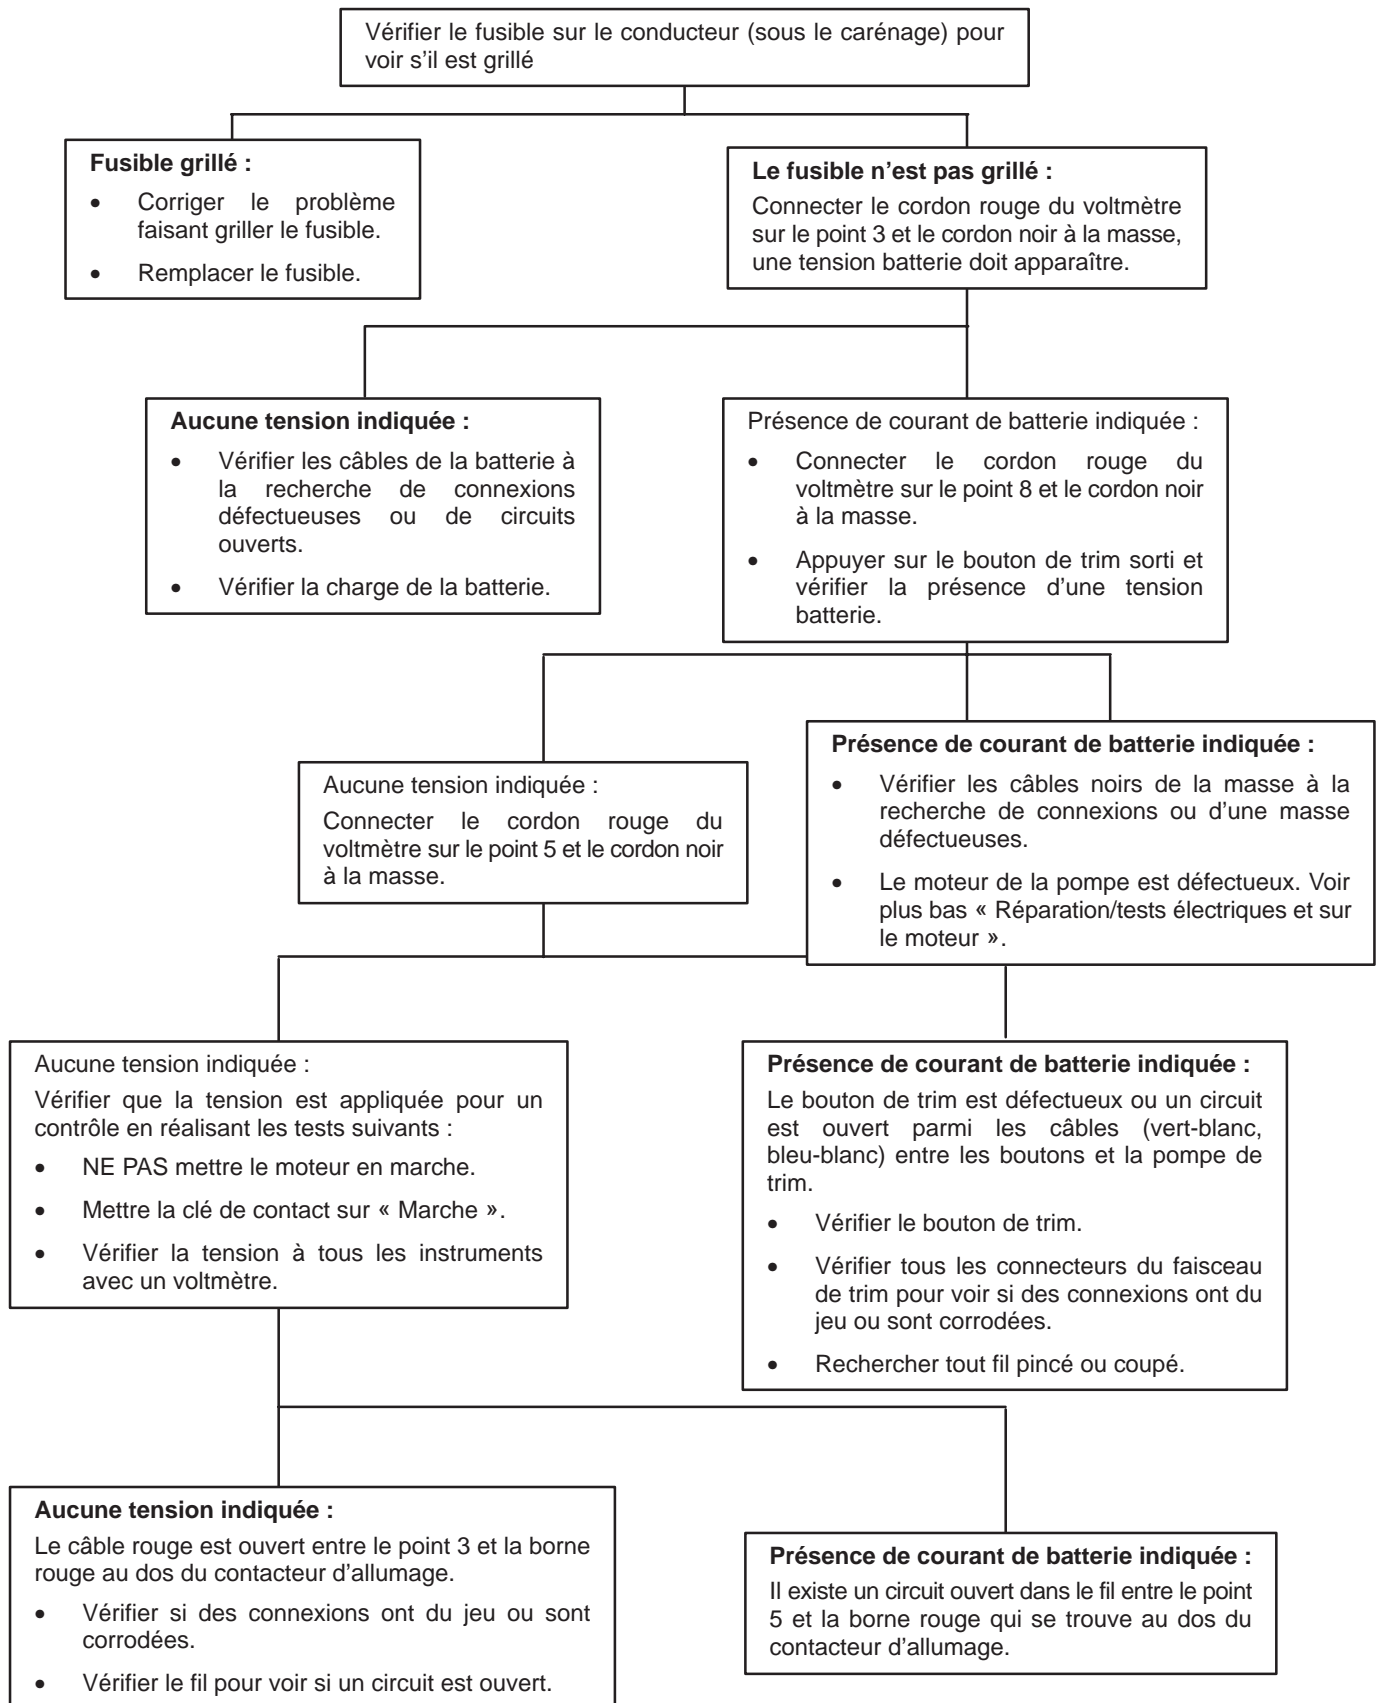 Vérifier le fusible sur le conducteur (sous le carénage) pour
voir s’il est grillé
Fusible grillé :
• Corriger le problème
faisant griller le fusible.
• Remplacer le fusible.
Le fusible n’est pas grillé :
Connecter le cordon rouge du voltmètre
sur le point 3 et le cordon noir à la masse,
une tension batterie doit apparaître.
Aucune tension indiquée :
• Vérifier les câbles de la batterie à
la recherche de connexions
défectueuses ou de circuits
ouverts.
• Vérifier la charge de la batterie.
Présence de courant de batterie indiquée :
• Connecter le cordon rouge du
voltmètre sur le point 8 et le cordon noir
à la masse.
• Appuyer sur le bouton de trim sorti et
vérifier la présence d’une tension
batterie.
Aucune tension indiquée :
Connecter le cordon rouge du
voltmètre sur le point 5 et le cordon noir
à la masse.
Présence de courant de batterie indiquée :
• Vérifier les câbles noirs de la masse à la
recherche de connexions ou d’une masse
défectueuses.
• Le moteur de la pompe est défectueux. Voir
plus bas « Réparation/tests électriques et sur
le moteur ».
Aucune tension indiquée :
Vérifier que la tension est appliquée pour un
contrôle en réalisant les tests suivants :
• NE PAS mettre le moteur en marche.
• Mettre la clé de contact sur « Marche ».
• Vérifier la tension à tous les instruments
avec un voltmètre.
Présence de courant de batterie indiquée :
Le bouton de trim est défectueux ou un circuit
est ouvert parmi les câbles (vert-blanc,
bleu-blanc) entre les boutons et la pompe de
trim.
• Vérifier le bouton de trim.
• Vérifier tous les connecteurs du faisceau
de trim pour voir si des connexions ont du
jeu ou sont corrodées.
• Rechercher tout fil pincé ou coupé.
Aucune tension indiquée :
Le câble rouge est ouvert entre le point 3 et la borne
rouge au dos du contacteur d’allumage.
• Vérifier si des connexions ont du jeu ou sont
corrodées.
• Vérifier le fil pour voir si un circuit est ouvert.
Présence de courant de batterie indiquée :
Il existe un circuit ouvert dans le fil entre le point
5 et la borne rouge qui se trouve au dos du
contacteur d’allumage.